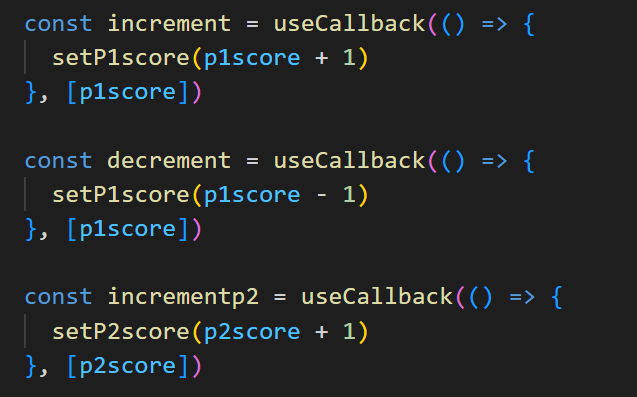 const increment = useCallback(() => {
  setP1score(p1score + 1)
}, [p1score])

const decrement = useCallback(() => {
  setP1score(p1score - 1)
}, [p1score])

const incrementp2 = useCallback(() => {
  setP2score(p2score + 1)
}, [p2score])